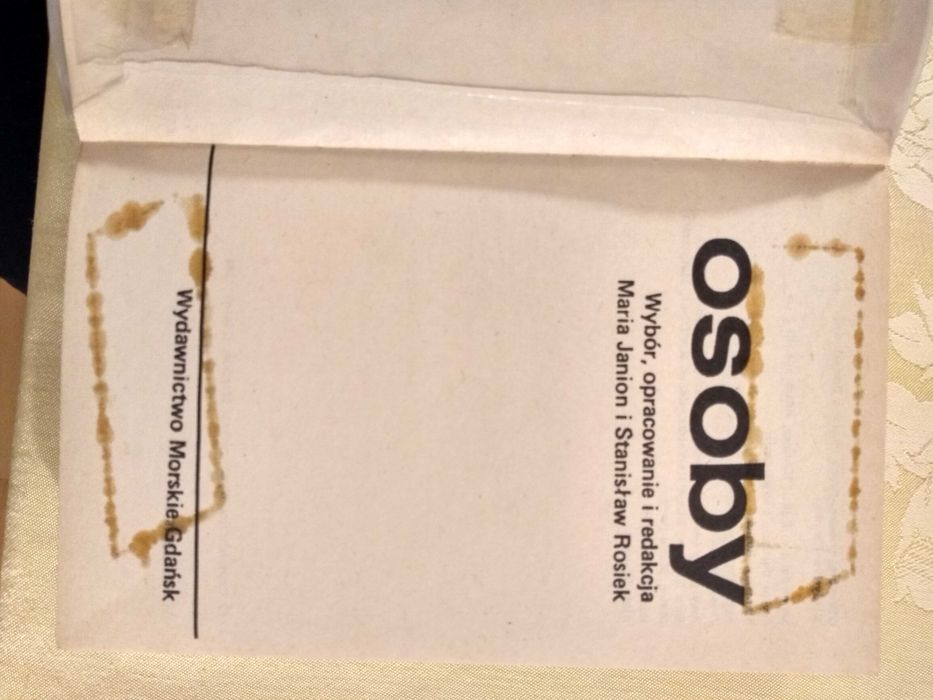 osoby
Wybór, opracowanie i redakcja
Maria Janion i Stanisław Rosiek
Wydawnictwo Morskie Gdańsk